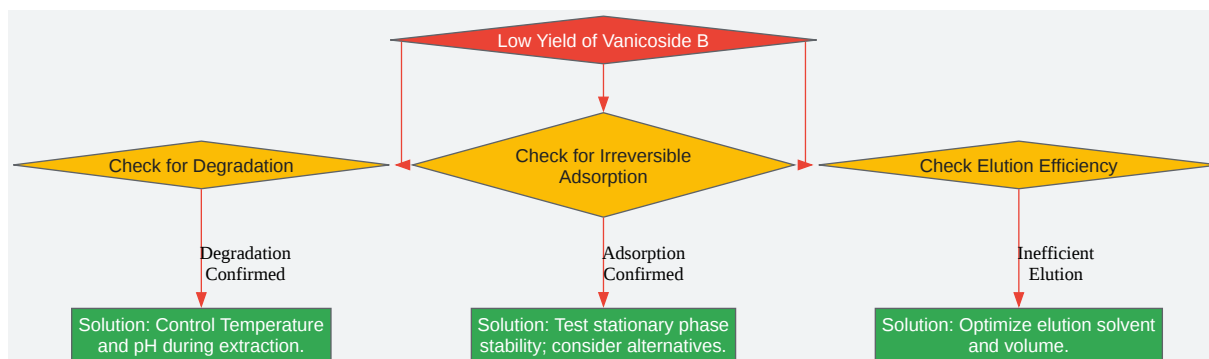 Low Yield of Vanicoside B
Check for Degradation
Check for Irreversible
Adsorption
Check Elution Efficiency
Degradation
Confirmed
Adsorption
Confirmed
Inefficient
Elution
Solution: Control Temperature
and pH during extraction.
Solution: Test stationary phase
stability; consider alternatives.
Solution: Optimize elution solvent
and volume.